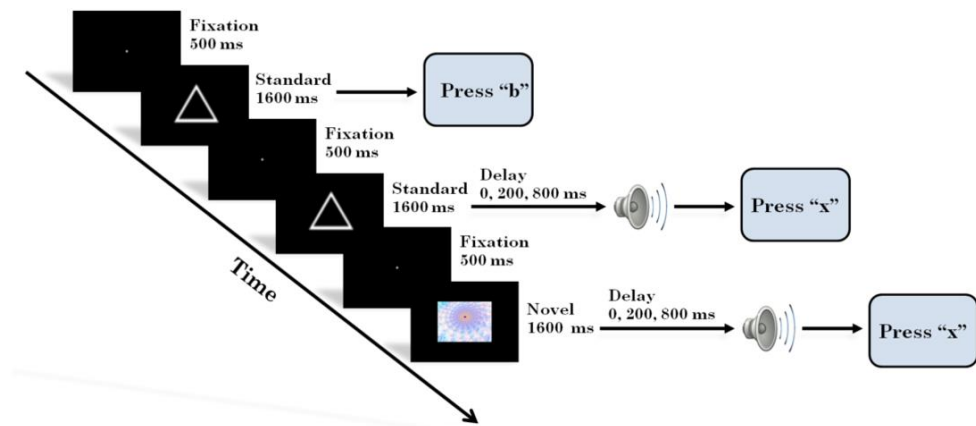 Fixation
500 ms
Standard
1600 ms
Press “b”
Fixation
500 ms
Standard
1600 ms
Delay
0, 200, 800 ms
Press “x”
Fixation
500 ms
Time
Novel
1600 ms
Delay
0, 200, 800 ms
Press “x”